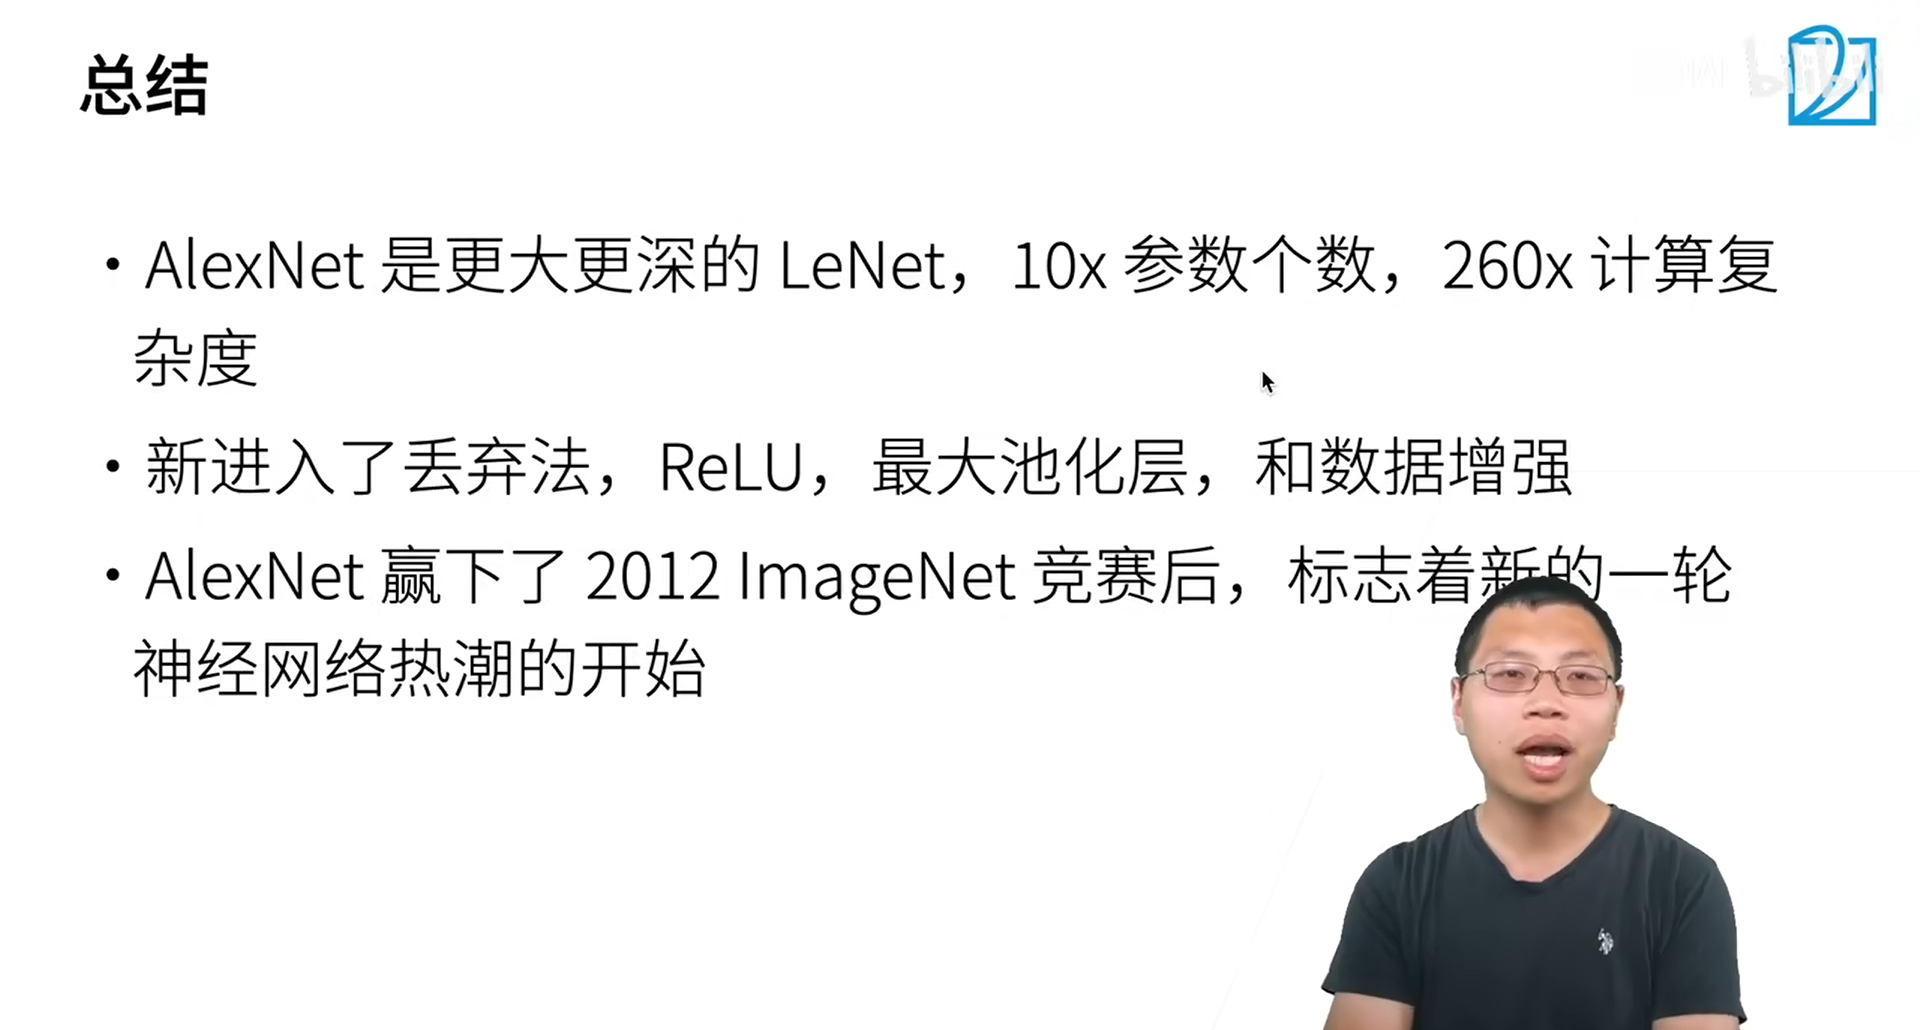 总结
bilibili
• AlexNet 是更大更深的 LeNet，10x 参数个数，260x 计算复
杂度
• 新进入了丢弃法，ReLU，最大池化层，和数据增强
• AlexNet 赢下了 2012 ImageNet 竞赛后，标志着新的一轮
神经网络热潮的开始